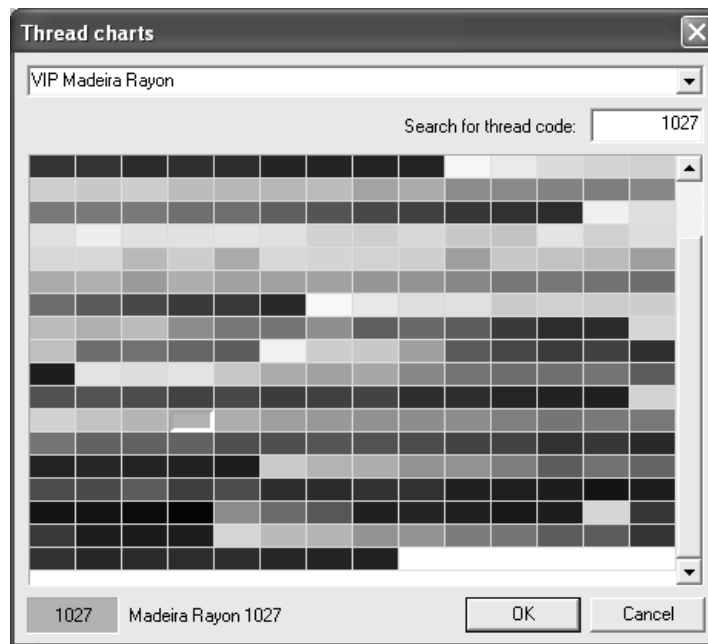 Thread charts
VIP Madeira Rayon
Search for thread code: 1027
1027 Madeira Rayon 1027 OK Cancel